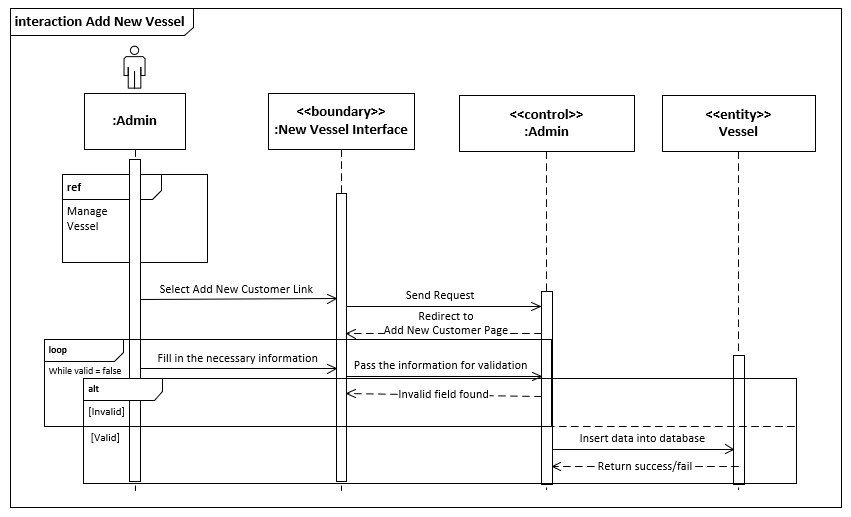 interaction Add New Vessel
:Admin
<<boundary>>
:New Vessel Interface
<<control>>
:Admin
<<entity>>
Vessel
ref
Manage
Vessel
Select Add New Customer Link
Send Request
Redirect to
Add New Customer Page
loop
While valid = false
Fill in the necessary information
Pass the information for validation
alt
[Invalid]
Invalid field found
[Valid]
Insert data into database
Return success/fail